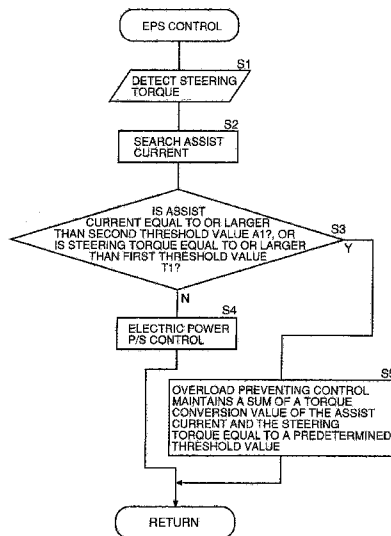 EPS CONTROL
S1
DETECT STEERING
TORQUE
S2
SEARCH ASSIST
CURRENT
IS ASSIST
CURRENT EQUAL TO OR LARGER
THAN SECOND THRESHOLD VALUE A1?, OR
IS STEERING TORQUE EQUAL TO OR LARGER
THAN FIRST THRESHOLD VALUE
T1?
S3
Y
N
S4
ELECTRIC POWER
P/S CONTROL
S5
OVERLOAD PREVENTING CONTROL
MAINTAINS A SUM OF A TORQUE
CONVERSION VALUE OF THE ASSIST
CURRENT AND THE STEERING
TORQUE EQUAL TO A PREDETERMINED
THRESHOLD VALUE
RETURN